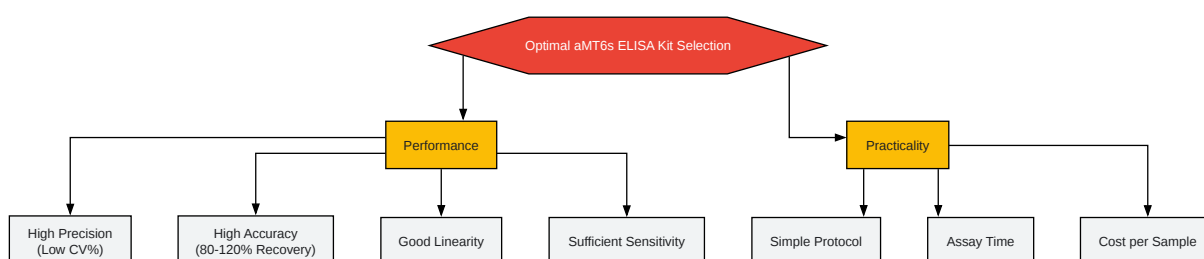 Optimal aMT6s ELISA Kit Selection
Performance
Practicality
High Precision
(Low CV%)
High Accuracy
(80-120% Recovery)
Good Linearity
Sufficient Sensitivity
Simple Protocol
Assay Time
Cost per Sample